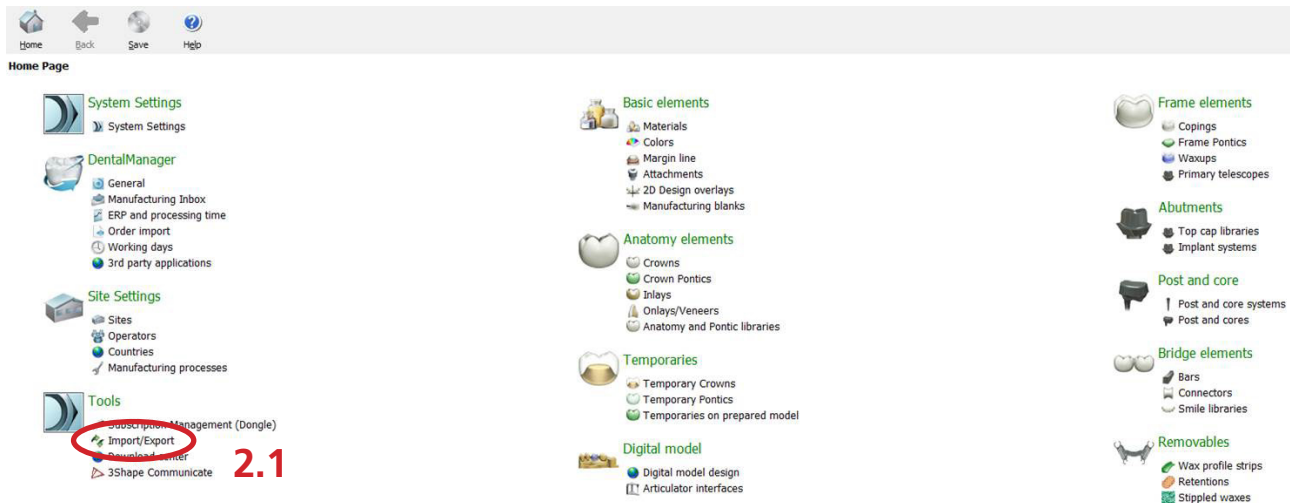 Home
Back
Save
Help
Home Page
System Settings
System Settings
DentalManager
General
Manufacturing Inbox
ERP and processing time
Order import
Working days
3rd party applications
Site Settings
Sites
Operators
Countries
Manufacturing processes
Tools
Subscription Management (Dongle)
Import/Export
Download center
3Shape Communicate
2.1
Basic elements
Materials
Colors
Margin line
Attachments
2D Design overlays
Manufacturing blanks
Anatomy elements
Crowns
Crown Pontics
Inlays
Onlays/Veneers
Anatomy and Pontic libraries
Temporaries
Temporary Crowns
Temporary Pontics
Temporaries on prepared model
Digital model
Digital model design
Articulator interfaces
Frame elements
Copings
Frame Pontics
Waxups
Primary telescopes
Abutments
Top cap libraries
Implant systems
Post and core
Post and core systems
Post and cores
Bridge elements
Bars
Connectors
Smile libraries
Removables
Wax profile strips
Retentions
Stippled waxes